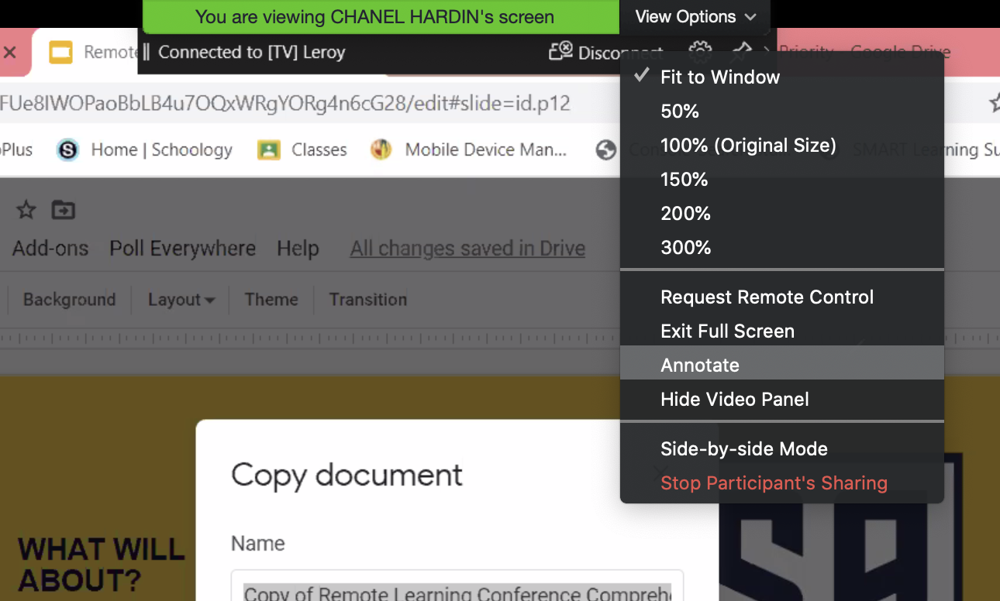 You are viewing CHANEL HARDIN's screen
View Options
Remote
Connected to [TV] Leroy
Disconnect
Priority - Google Drive
FUe8IWOPaoBbLB4u7OQxWRgYORg4n6cG28/edit#slide=id.p12
Plus
Home | Schoology
Classes
Mobile Device Man...
SMART Learning Su
Fit to Window
50%
100% (Original Size)
150%
200%
300%
Request Remote Control
Exit Full Screen
Annotate
Hide Video Panel
Side-by-side Mode
Stop Participant's Sharing
Add-ons Poll Everywhere Help All changes saved in Drive
Background Layout Theme Transition
Copy document
Name
Copy of Remote Learning Conference Comprehe
WHAT WILL
ABOUT?